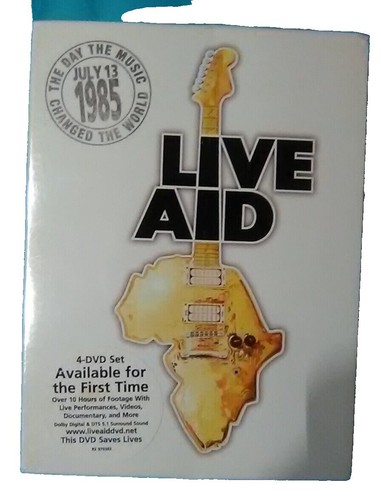 THE DAY THE MUSIC
JULY 13
1985
CHANGED THE WORLD
LIVE
AID
4-DVD Set
Available for
the First Time
Over 10 Hours of Footage With
Live Performances, Videos,
Documentary, and More
Dolby Digital & DTS 5.1 Surround Sound
www.liveaiddvd.net
This DVD Saves Lives